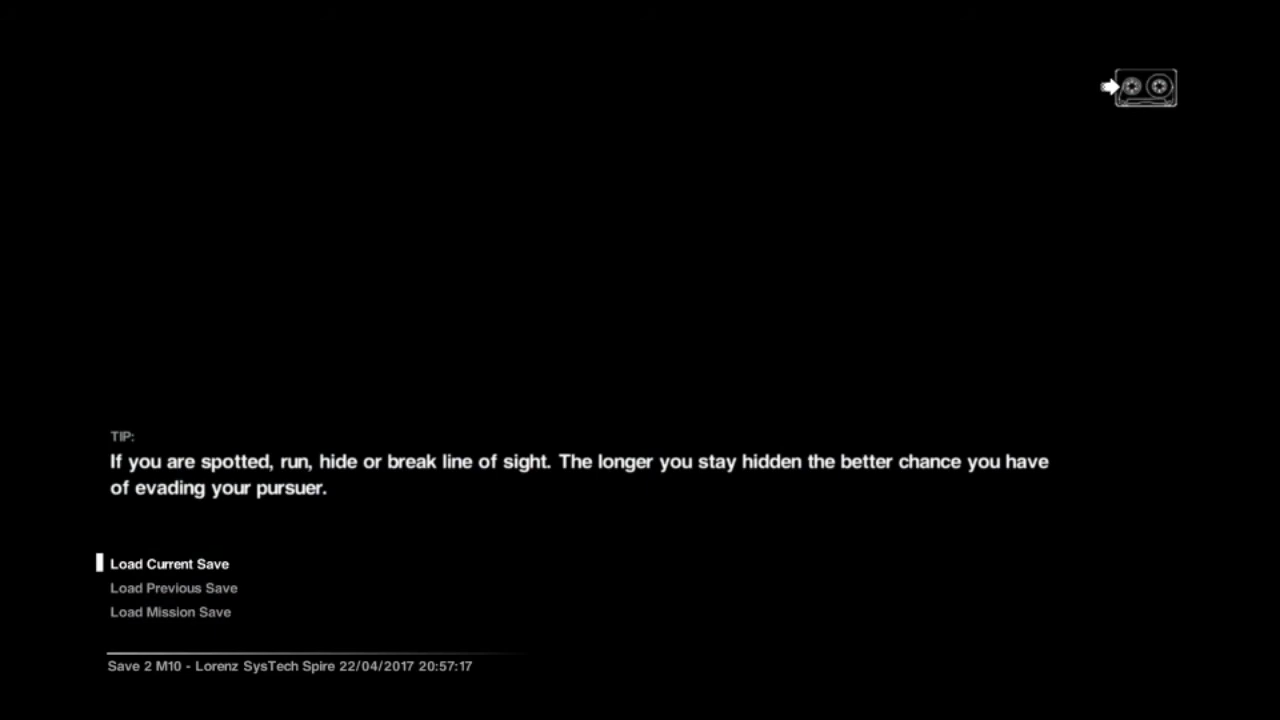 TIP:
If you are spotted, run, hide or break line of sight. The longer you stay hidden the better chance you have
of evading your pursuer.
Load Current Save
Load Previous Save
Load Mission Save
Save 2 M10 - Lorenz SysTech Spire 22/04/2017 20:57:17